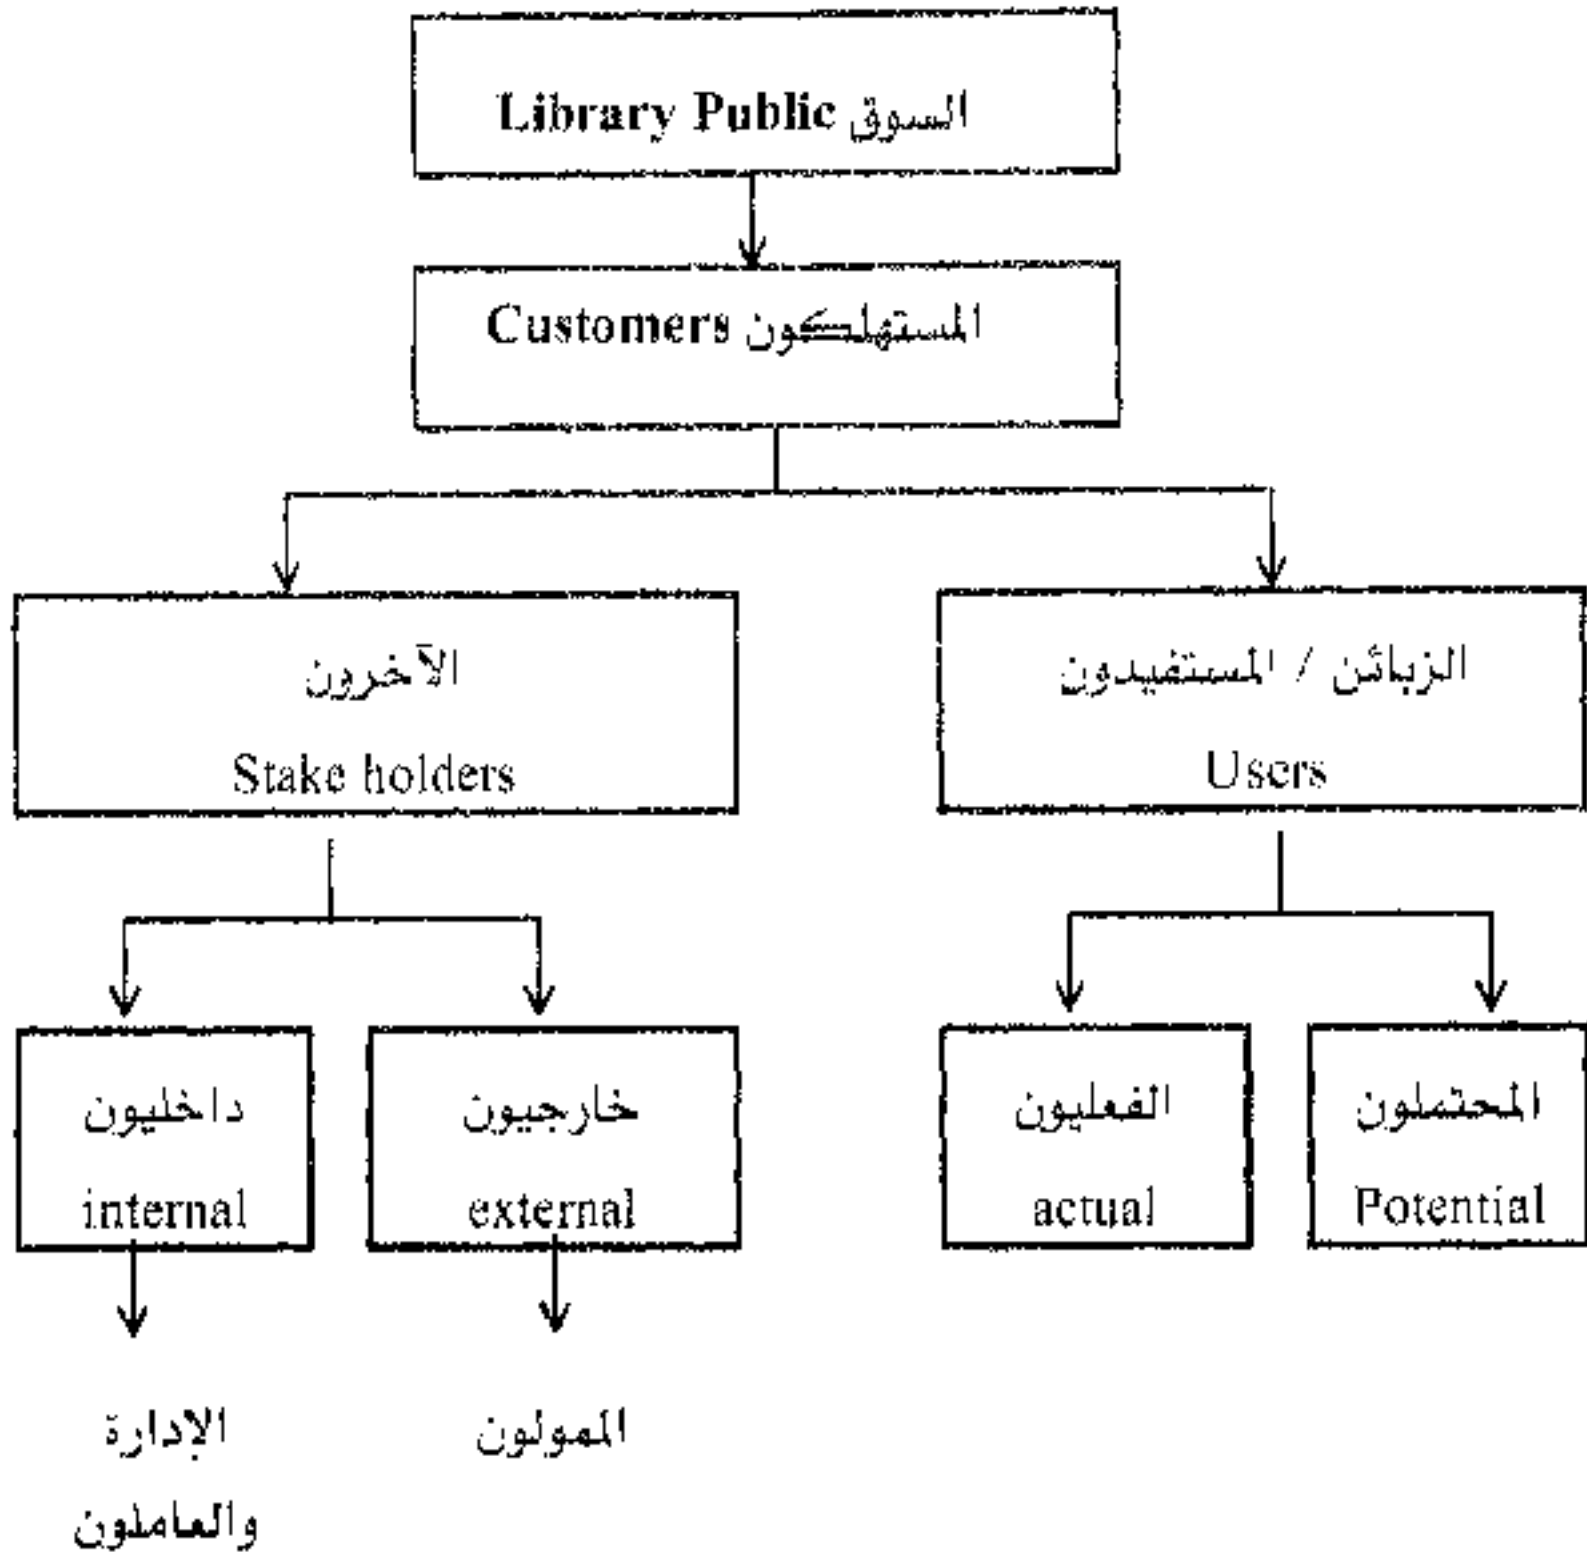 السوق Library Public
المستهلكون Customers
الزبائن / المستفيدون
Users
الآخرون
Stake holders
المحتملون
Potential
الفعليون
actual
خارجيون
external
داخليون
internal
الممولون
الإدارة
والعاملون